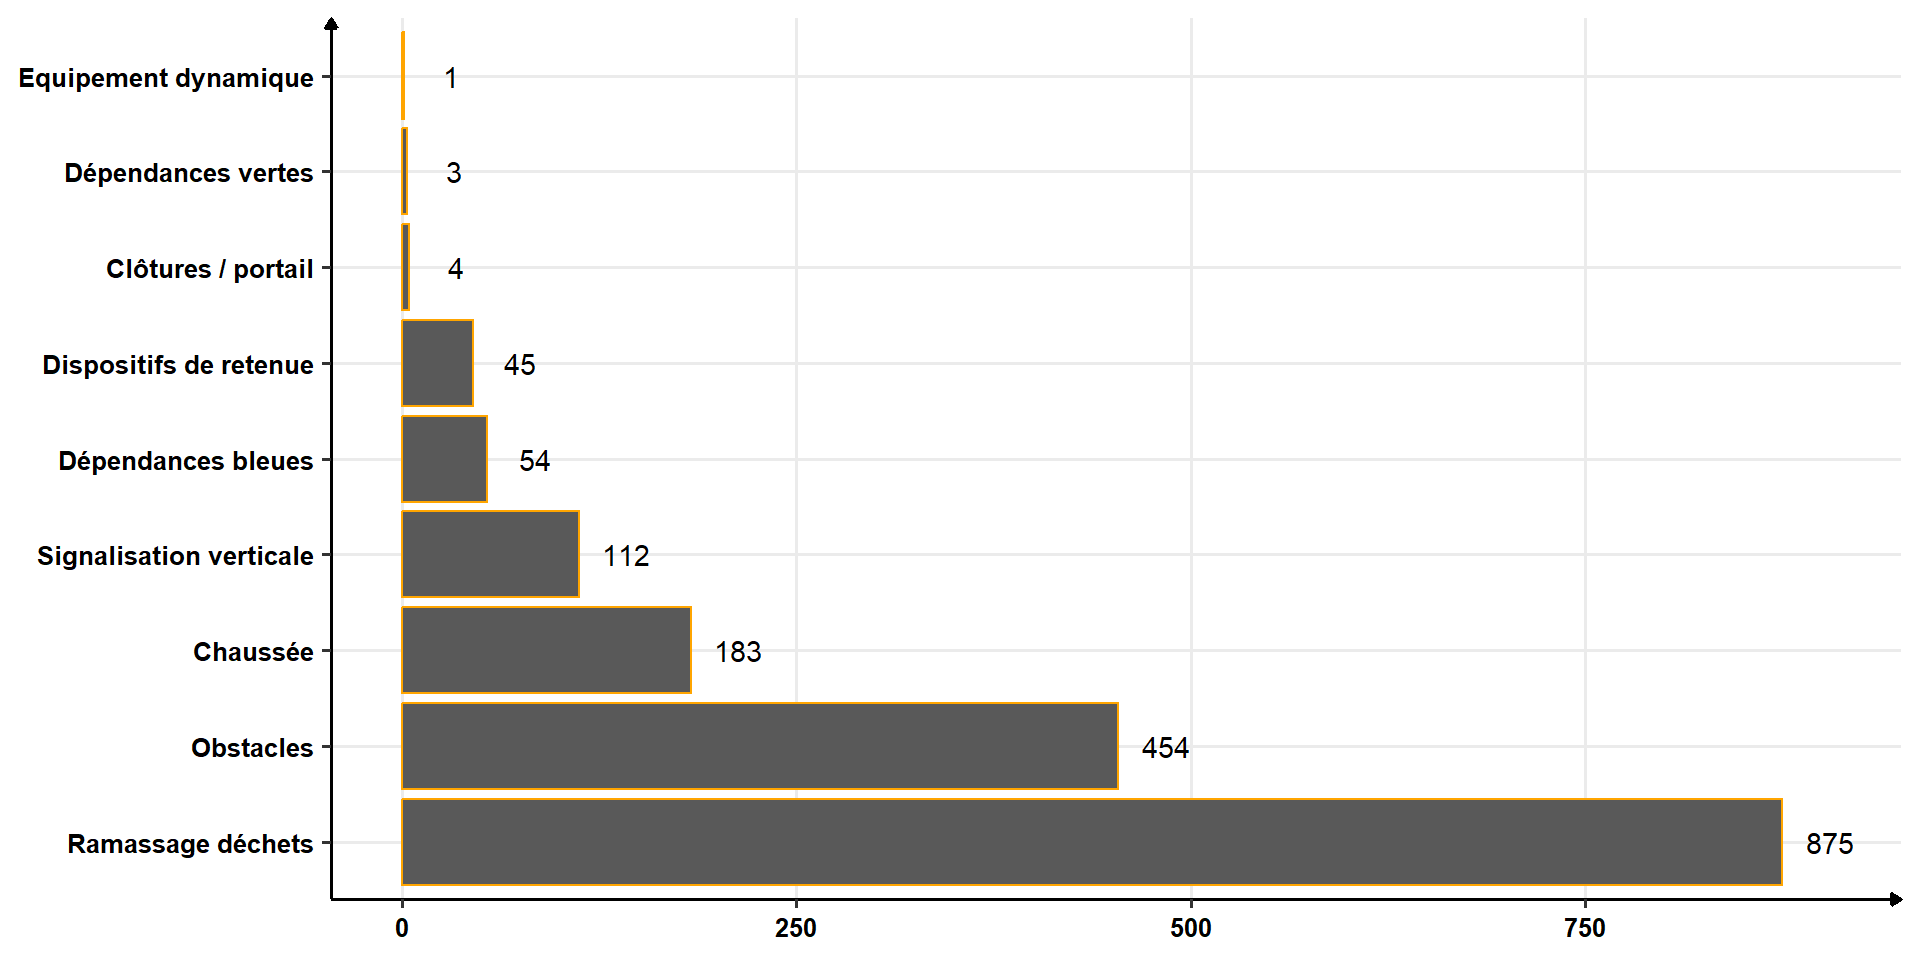 Equipement dynamique 1
Dépendances vertes 3
Clôtures / portail 4
Dispositifs de retenue 45
Dépendances bleues 54
Signalisation verticale 112
Chaussée 183
Obstacles 454
Ramassage déchets 875
0 250 500 750